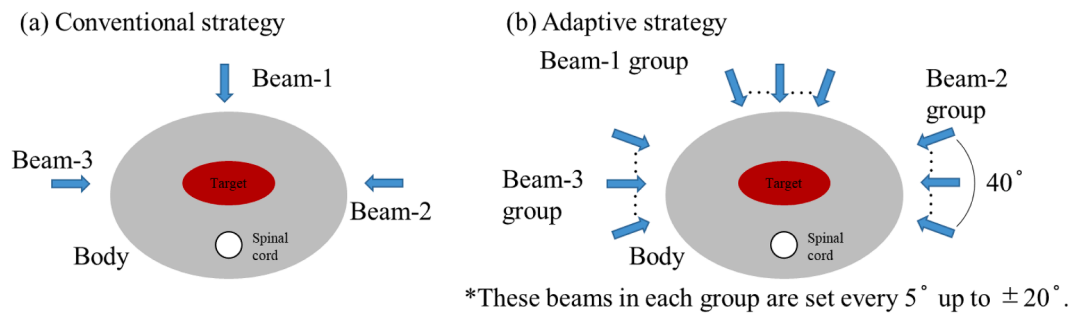 (a) Conventional strategy
Beam-1
Beam-3
Target
Beam-2
Body
Spinal
cord
(b) Adaptive strategy
Beam-1 group
Beam-2
group
Beam-3
group
Target
40°
Body
Spinal
cord
*These beams in each group are set every 5° up to ±20°.